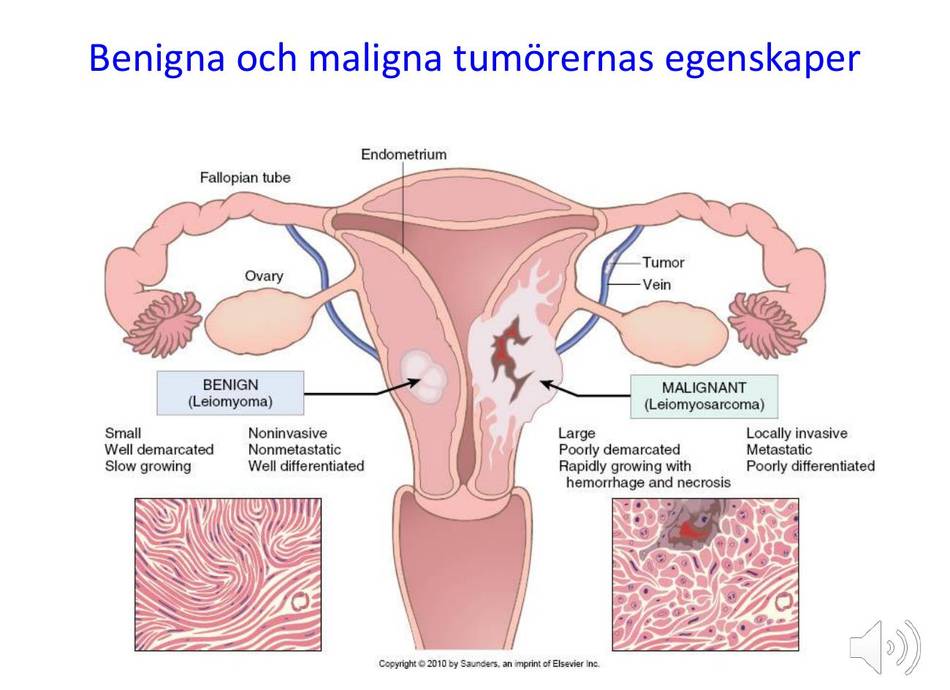 Benigna och maligna tumörernas egenskaper
Endometrium
Fallopian tube
Ovary
Tumor
Vein
BENIGN
(Leiomyoma)
MALIGNANT
(Leiomyosarcoma)
Small
Well demarcated
Slow growing
Noninvasive
Nonmetastatic
Well differentiated
Large
Poorly demarcated
Rapidly growing with
hemorrhage and necrosis
Locally invasive
Metastatic
Poorly differentiated
Copyright © 2010 by Saunders, an imprint of Elsevier Inc.